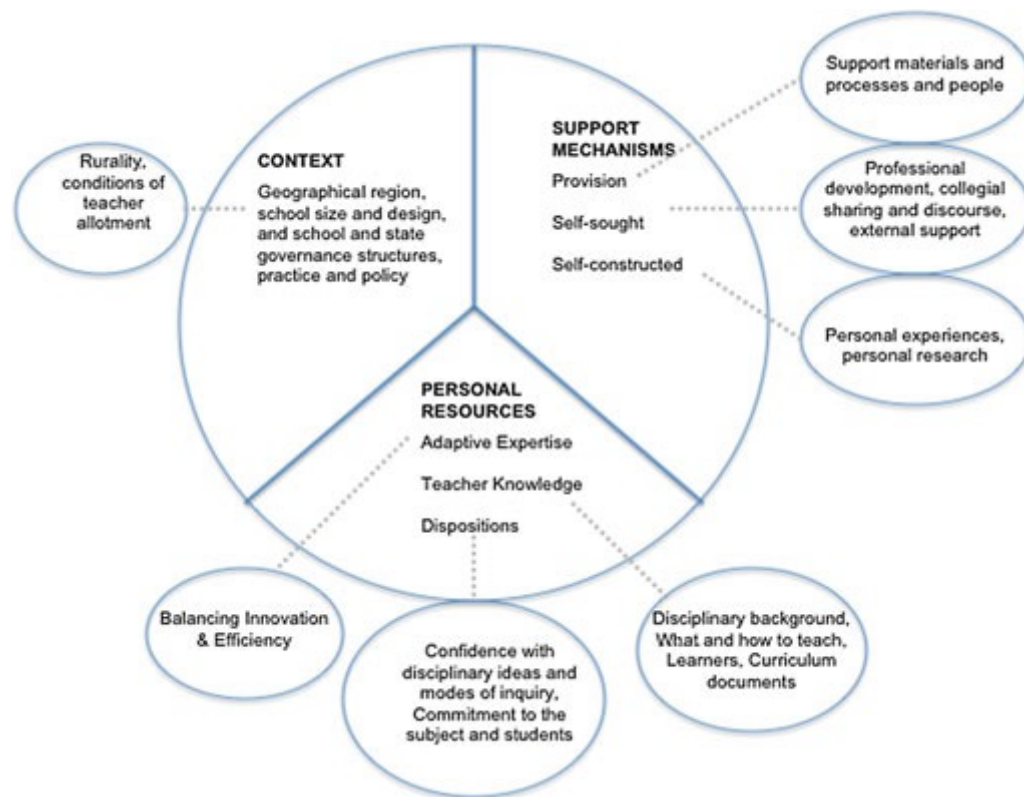 Rurality,
conditions of
teacher
allotment
CONTEXT
Geographical region,
school size and design,
and school and state
governance structures,
practice and policy
SUPPORT
MECHANISMS
Provision
Self-sought
Self-constructed
Support materials and
processes and people
Professional
development, collegial
sharing and discourse,
external support
Personal experiences,
personal research
PERSONAL
RESOURCES
Adaptive Expertise
Teacher Knowledge
Dispositions
Balancing Innovation
& Efficiency
Confidence with
disciplinary ideas and
modes of inquiry,
Commitment to the
subject and students
Disciplinary background,
What and how to teach,
Learners, Curriculum
documents